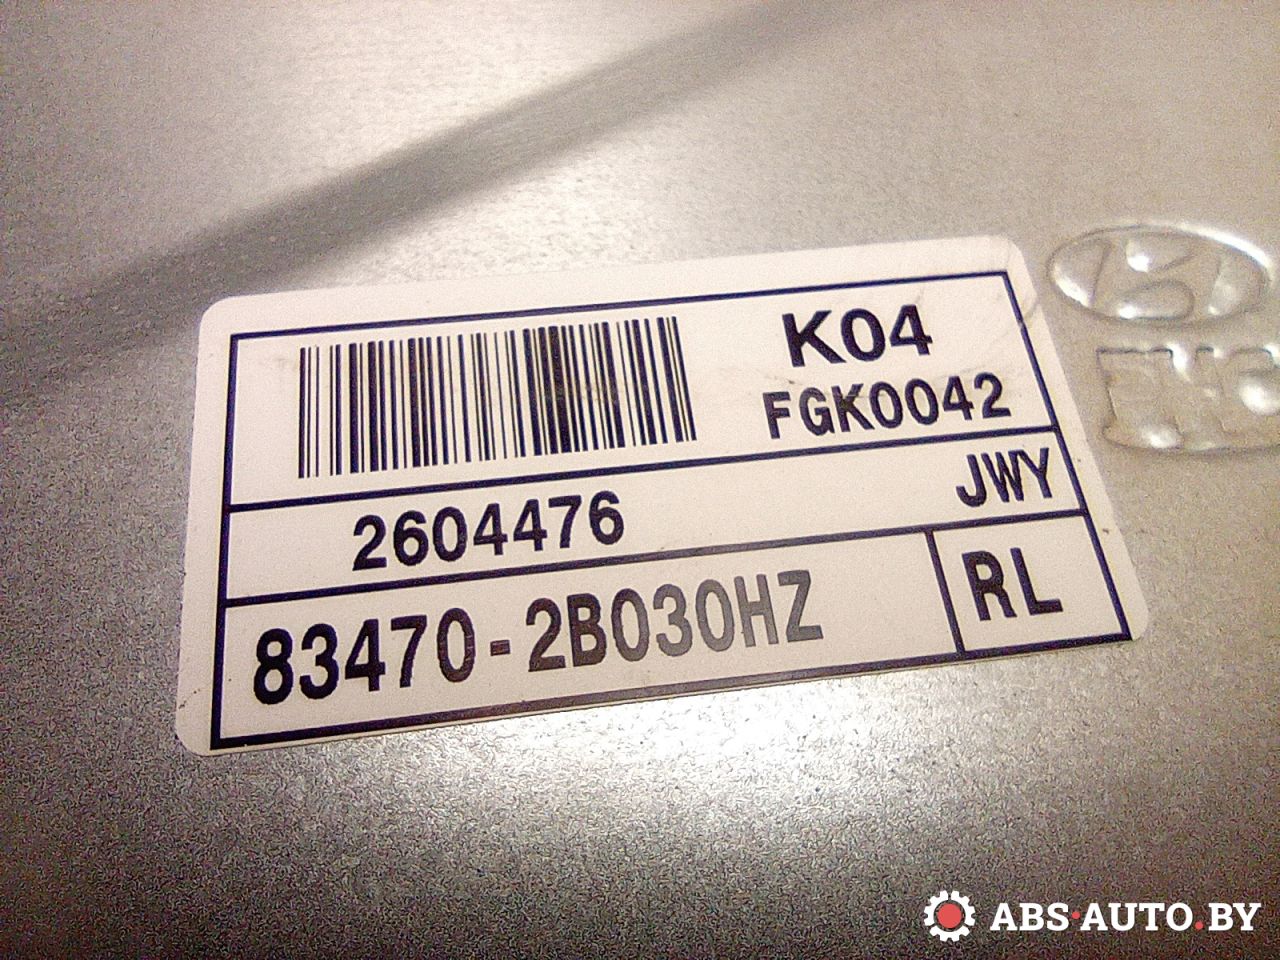 K04
FGK0042
2604476 JWY
83470-2B030HZ RL
ABS·AUTO.BY